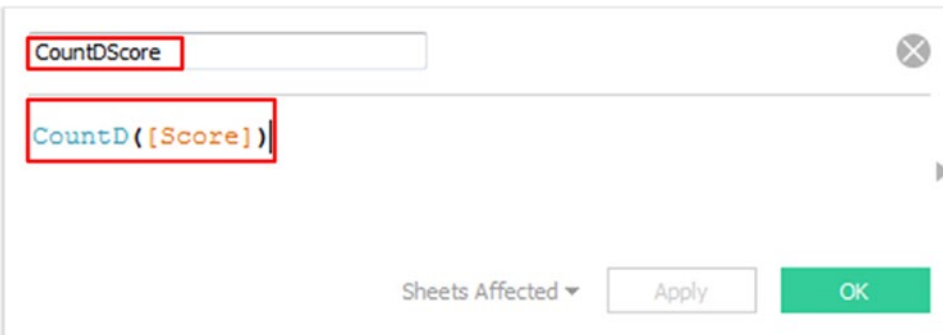 CountDScore
CountD([Score])
Sheets Affected
Apply
OK